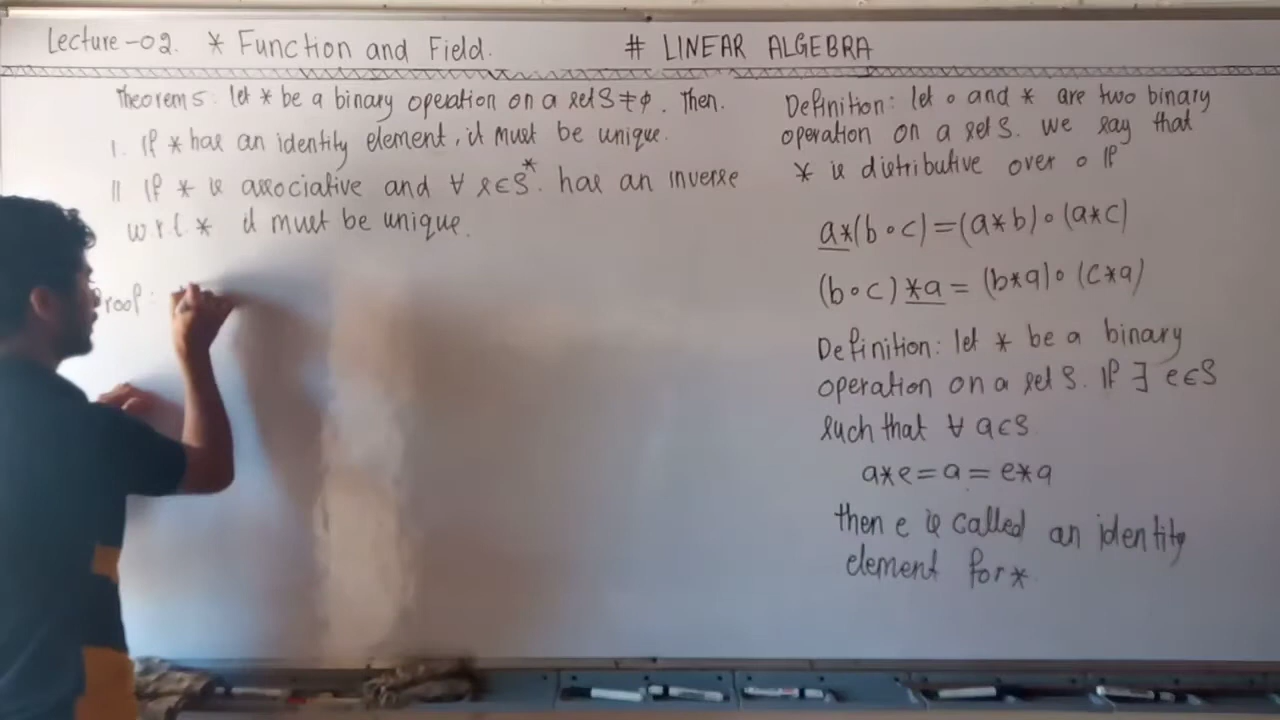 Lecture-02. * Function and Field. # LINEAR ALGEBRA
Theorem 5: let * be a binary operation on a set S ≠ φ. Then.
I. If * has an identity element, it must be unique.
II If * is associative and ∀ s∈S*. has an inverse
w.r.t * it must be unique.
Proof:
Definition: let ∘ and * are two binary
operation on a set S. we say that
* is distributive over ∘ if
a*(b∘c)=(a*b)∘(a*c)
(b∘c)*a = (b*a)∘(c*a)
Definition: let * be a binary
operation on a set S. If ∃ e∈S
such that ∀ a∈S
a*e=a=e*a
then e is called an identity
element for *